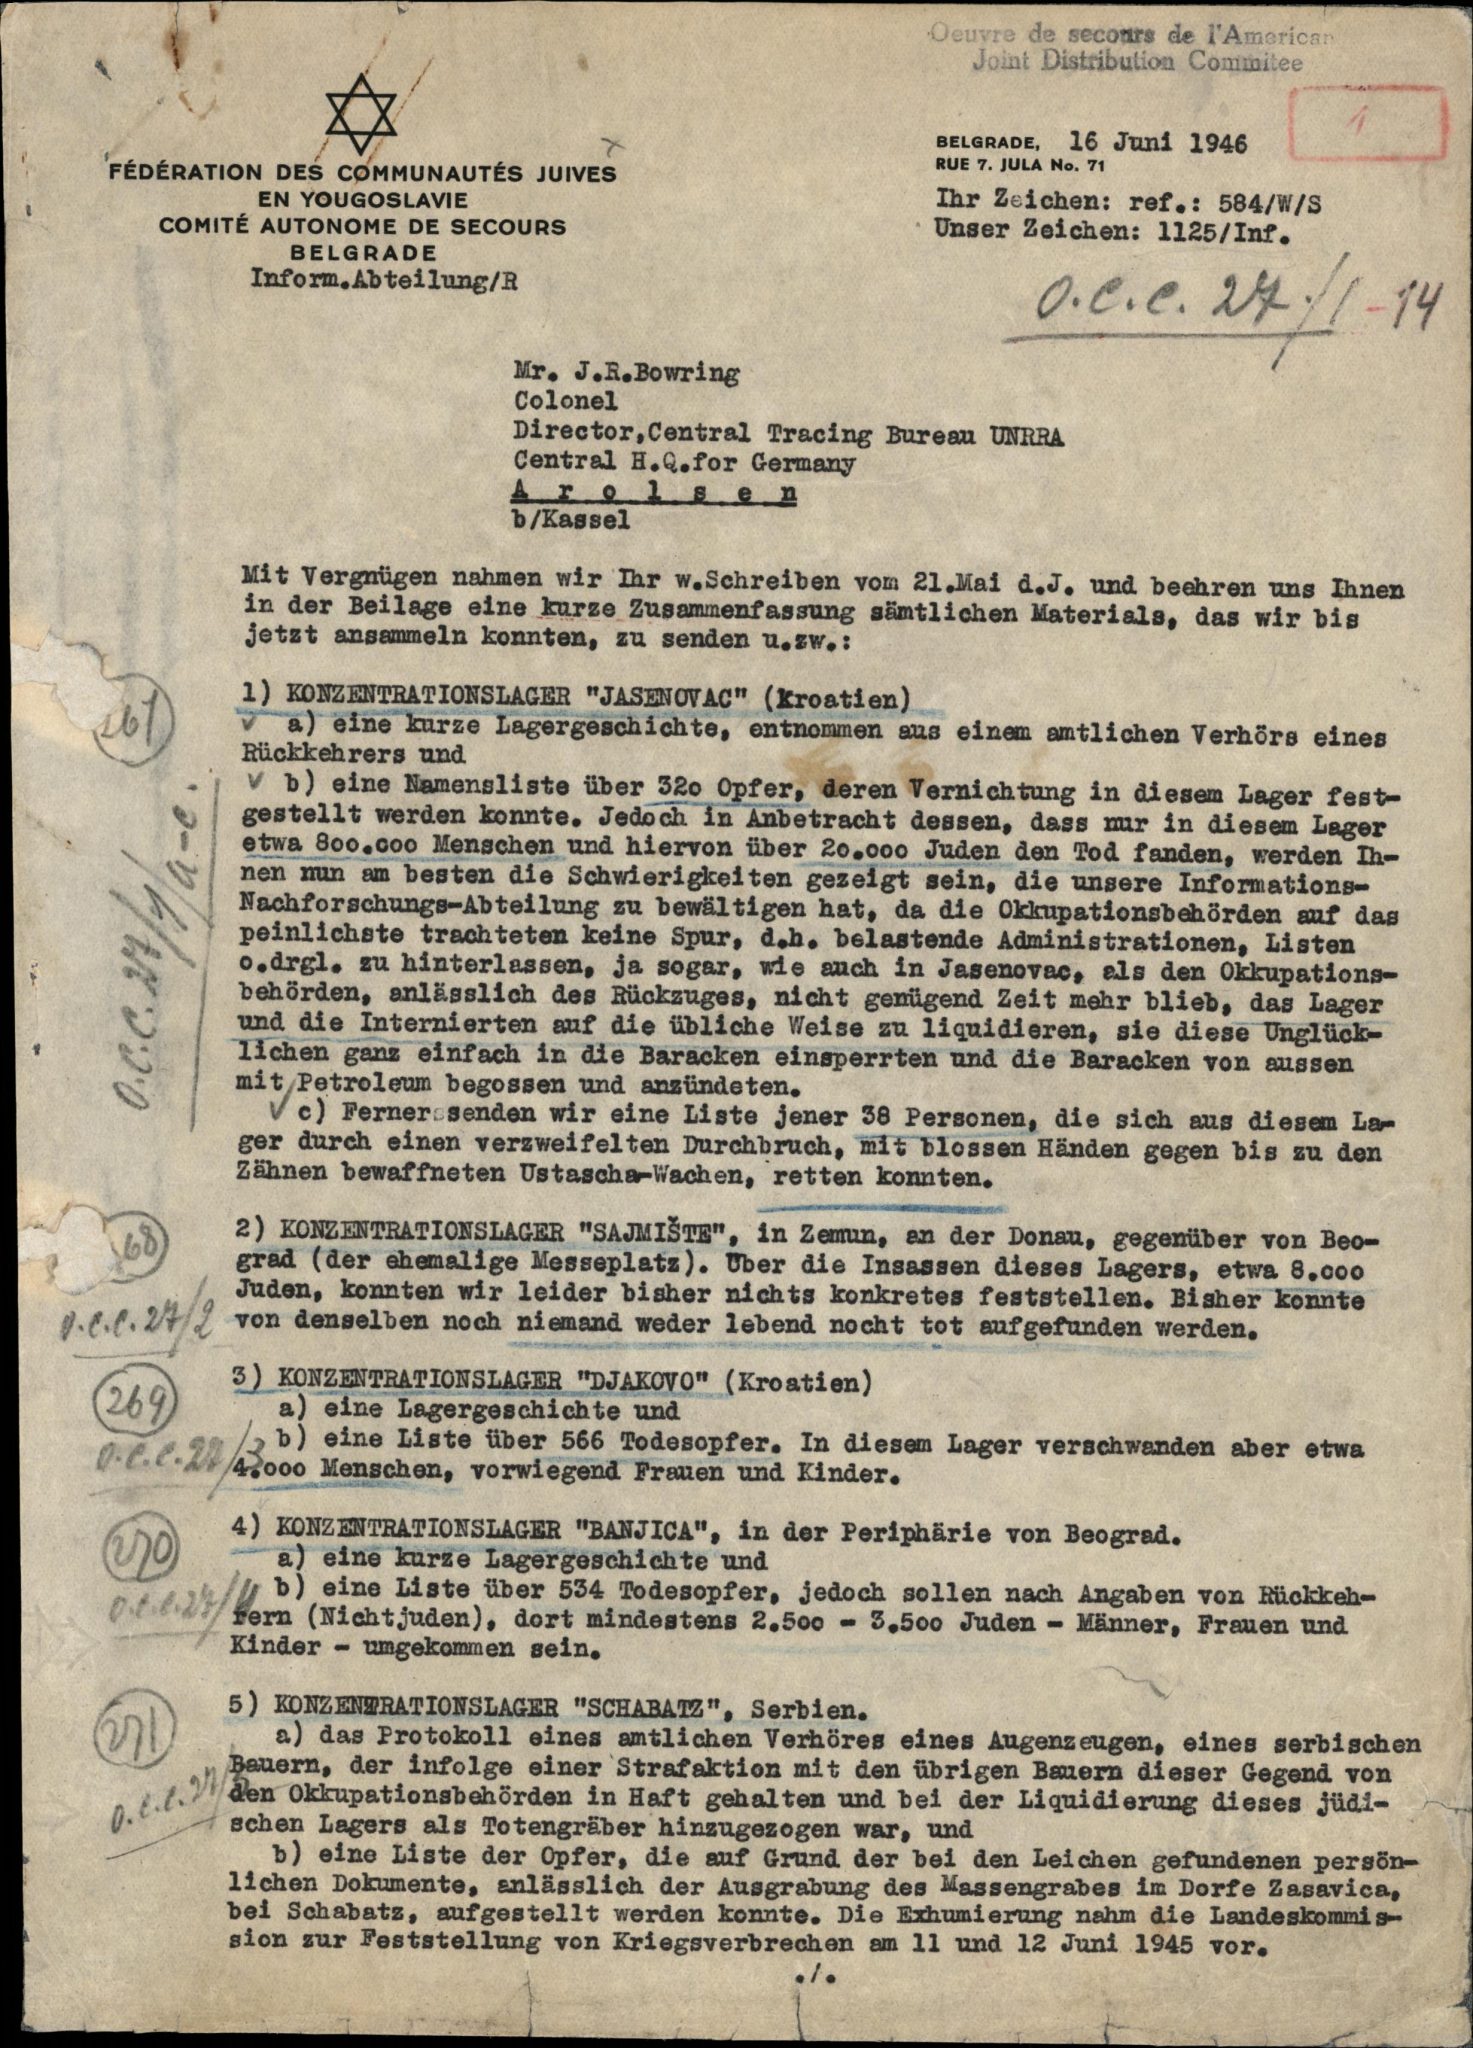 Oeuvre de secours de l'American
Joint Distribution Commitee
1
FÉDÉRATION DES COMMUNAUTÉS JUIVES
EN YOUGOSLAVIE
COMITÉ AUTONOME DE SECOURS
BELGRADE
Inform.Abteilung/R
BELGRADE, 16 Juni 1946
RUE 7. JULA No. 71
Ihr Zeichen: ref.: 584/W/S
Unser Zeichen: 1125/Inf.
O.C.C. 27/1-14
Mr. J.R.Bowring
Colonel
Director,Central Tracing Bureau UNRRA
Central H.Q.for Germany
A r o l s e n
b/Kassel
Mit Vergnügen nahmen wir Ihr w.Schreiben vom 21.Mai d.J. und beehren uns Ihnen
in der Beilage eine kurze Zusammenfassung sämtlichen Materials, das wir bis
jetzt ansammeln konnten, zu senden u.zw.:
267
O.C.C. 27/1/a-c.
1) KONZENTRATIONSLAGER "JASENOVAC" (Kroatien)
a) eine kurze Lagergeschichte, entnommen aus einem amtlichen Verhörs eines
Rückkehrers und
b) eine Namensliste über 32o Opfer, deren Vernichtung in diesem Lager fest-
gestellt werden konnte. Jedoch in Anbetracht dessen, dass nur in diesem Lager
etwa 8oo.ooo Menschen und hiervon über 2o.ooo Juden den Tod fanden, werden Ih-
nen nun am besten die Schwierigkeiten gezeigt sein, die unsere Informations-
Nachforschungs-Abteilung zu bewältigen hat, da die Okkupationsbehörden auf das
peinlichste trachteten keine Spur, d.h. belastende Administrationen, Listen
o.drgl. zu hinterlassen, ja sogar, wie auch in Jasenovac, als den Okkupations-
behörden, anlässlich des Rückzuges, nicht genügend Zeit mehr blieb, das Lager
und die Internierten auf die übliche Weise zu liquidieren, sie diese Unglück-
lichen ganz einfach in die Baracken einsperrten und die Baracken von aussen
mit Petroleum begossen und anzündeten.
c) Ferner senden wir eine Liste jener 38 Personen, die sich aus diesem La-
ger durch einen verzweifelten Durchbruch, mit blossen Händen gegen bis zu den
Zähnen bewaffneten Ustascha-Wachen, retten konnten.
68
O.C.C. 27/2
2) KONZENTRATIONSLAGER "SAJMIŠTE", in Zemun, an der Donau, gegenüber von Beo-
grad (der ehemalige Messeplatz). Über die Insassen dieses Lagers, etwa 8.ooo
Juden, konnten wir leider bisher nichts konkretes feststellen. Bisher konnte
von denselben noch niemand weder lebend nocht tot aufgefunden werden.
269
O.C.C. 27/3
3) KONZENTRATIONSLAGER "DJAKOVO" (Kroatien)
a) eine Lagergeschichte und
b) eine Liste über 566 Todesopfer. In diesem Lager verschwanden aber etwa
4.ooo Menschen, vorwiegend Frauen und Kinder.
270
O.C.C. 27/4
4) KONZENTRATIONSLAGER "BANJICA", in der Periphärie von Beograd.
a) eine kurze Lagergeschichte und
b) eine Liste über 534 Todesopfer, jedoch sollen nach Angaben von Rückkeh-
rern (Nichtjuden), dort mindestens 2.5oo - 3.5oo Juden - Männer, Frauen und
Kinder - umgekommen sein.
271
O.C.C. 27/5
5) KONZENTRATIONSLAGER "SCHABATZ", Serbien.
a) das Protokoll eines amtlichen Verhöres eines Augenzeugen, eines serbischen
Bauern, der infolge einer Strafaktion mit den übrigen Bauern dieser Gegend von
den Okkupationsbehörden in Haft gehalten und bei der Liquidierung dieses jüdi-
schen Lagers als Totengräber hinzugezogen war, und
b) eine Liste der Opfer, die auf Grund der bei den Leichen gefundenen persön-
lichen Dokumente, anlässlich der Ausgrabung des Massengrabes im Dorfe Zasavica,
bei Schabatz, aufgestellt werden konnte. Die Exhumierung nahm die Landeskommis-
sion zur Feststellung von Kriegsverbrechen am 11 und 12 Juni 1945 vor.
./.